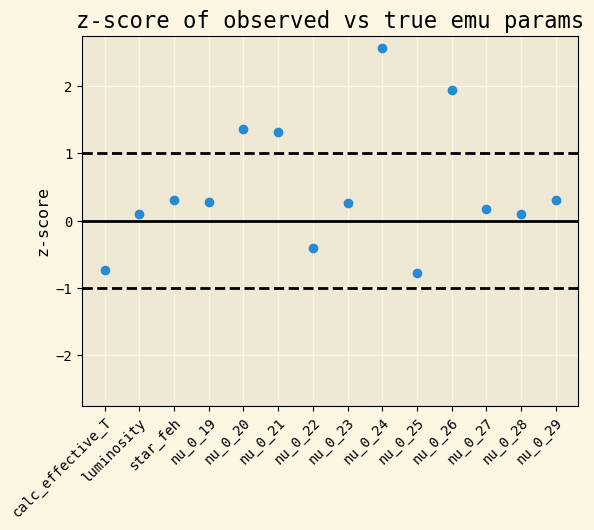 z-score of observed vs true emu params
z-score
2
1
0
−1
−2
calc_effective_T
luminosity
star_feh
nu_0_19
nu_0_20
nu_0_21
nu_0_22
nu_0_23
nu_0_24
nu_0_25
nu_0_26
nu_0_27
nu_0_28
nu_0_29